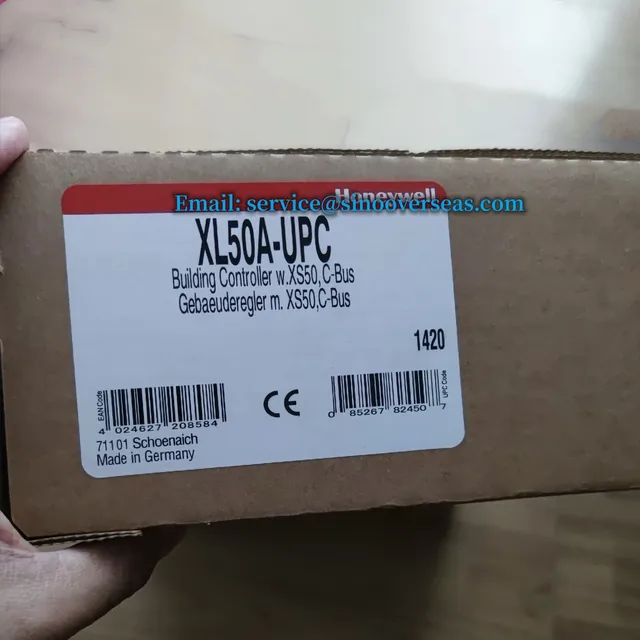 Honeywell
Email: service@sinooverseas.com
XL50A-UPC
Building Controller w.XS50,C-Bus
Gebaeuderegler m. XS50,C-Bus
1420
EAN Code
4 024627 208584
CE
0 85267 82450 7
UPC Code
71101 Schoenaich
Made in Germany